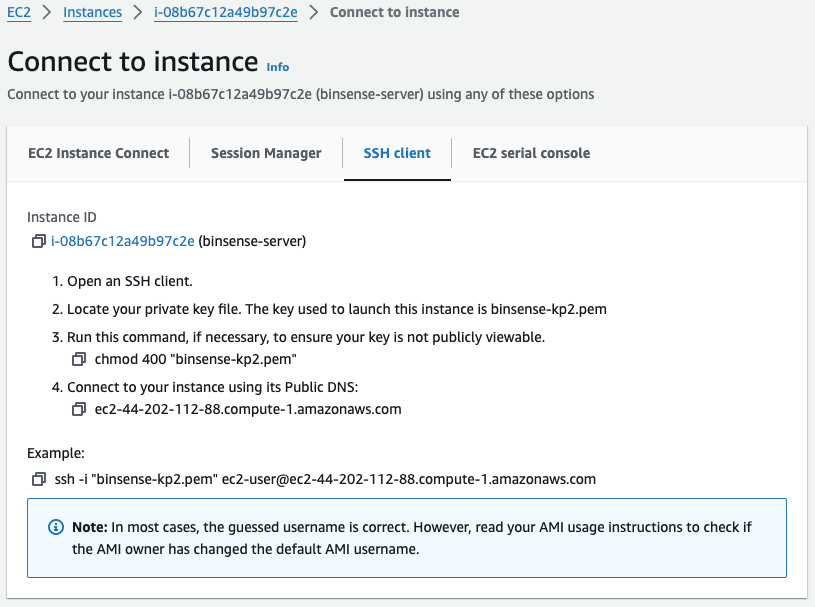 EC2 > Instances > i-08b67c12a49b97c2e > Connect to instance
Connect to instance Info
Connect to your instance i-08b67c12a49b97c2e (binsense-server) using any of these options
EC2 Instance Connect
Session Manager
SSH client
EC2 serial console
Instance ID
i-08b67c12a49b97c2e (binsense-server)
1. Open an SSH client.
2. Locate your private key file. The key used to launch this instance is binsense-kp2.pem
3. Run this command, if necessary, to ensure your key is not publicly viewable.
chmod 400 "binsense-kp2.pem"
4. Connect to your instance using its Public DNS:
ec2-44-202-112-88.compute-1.amazonaws.com
Example:
ssh -i "binsense-kp2.pem" ec2-user@ec2-44-202-112-88.compute-1.amazonaws.com
Note: In most cases, the guessed username is correct. However, read your AMI usage instructions to check if
the AMI owner has changed the default AMI username.